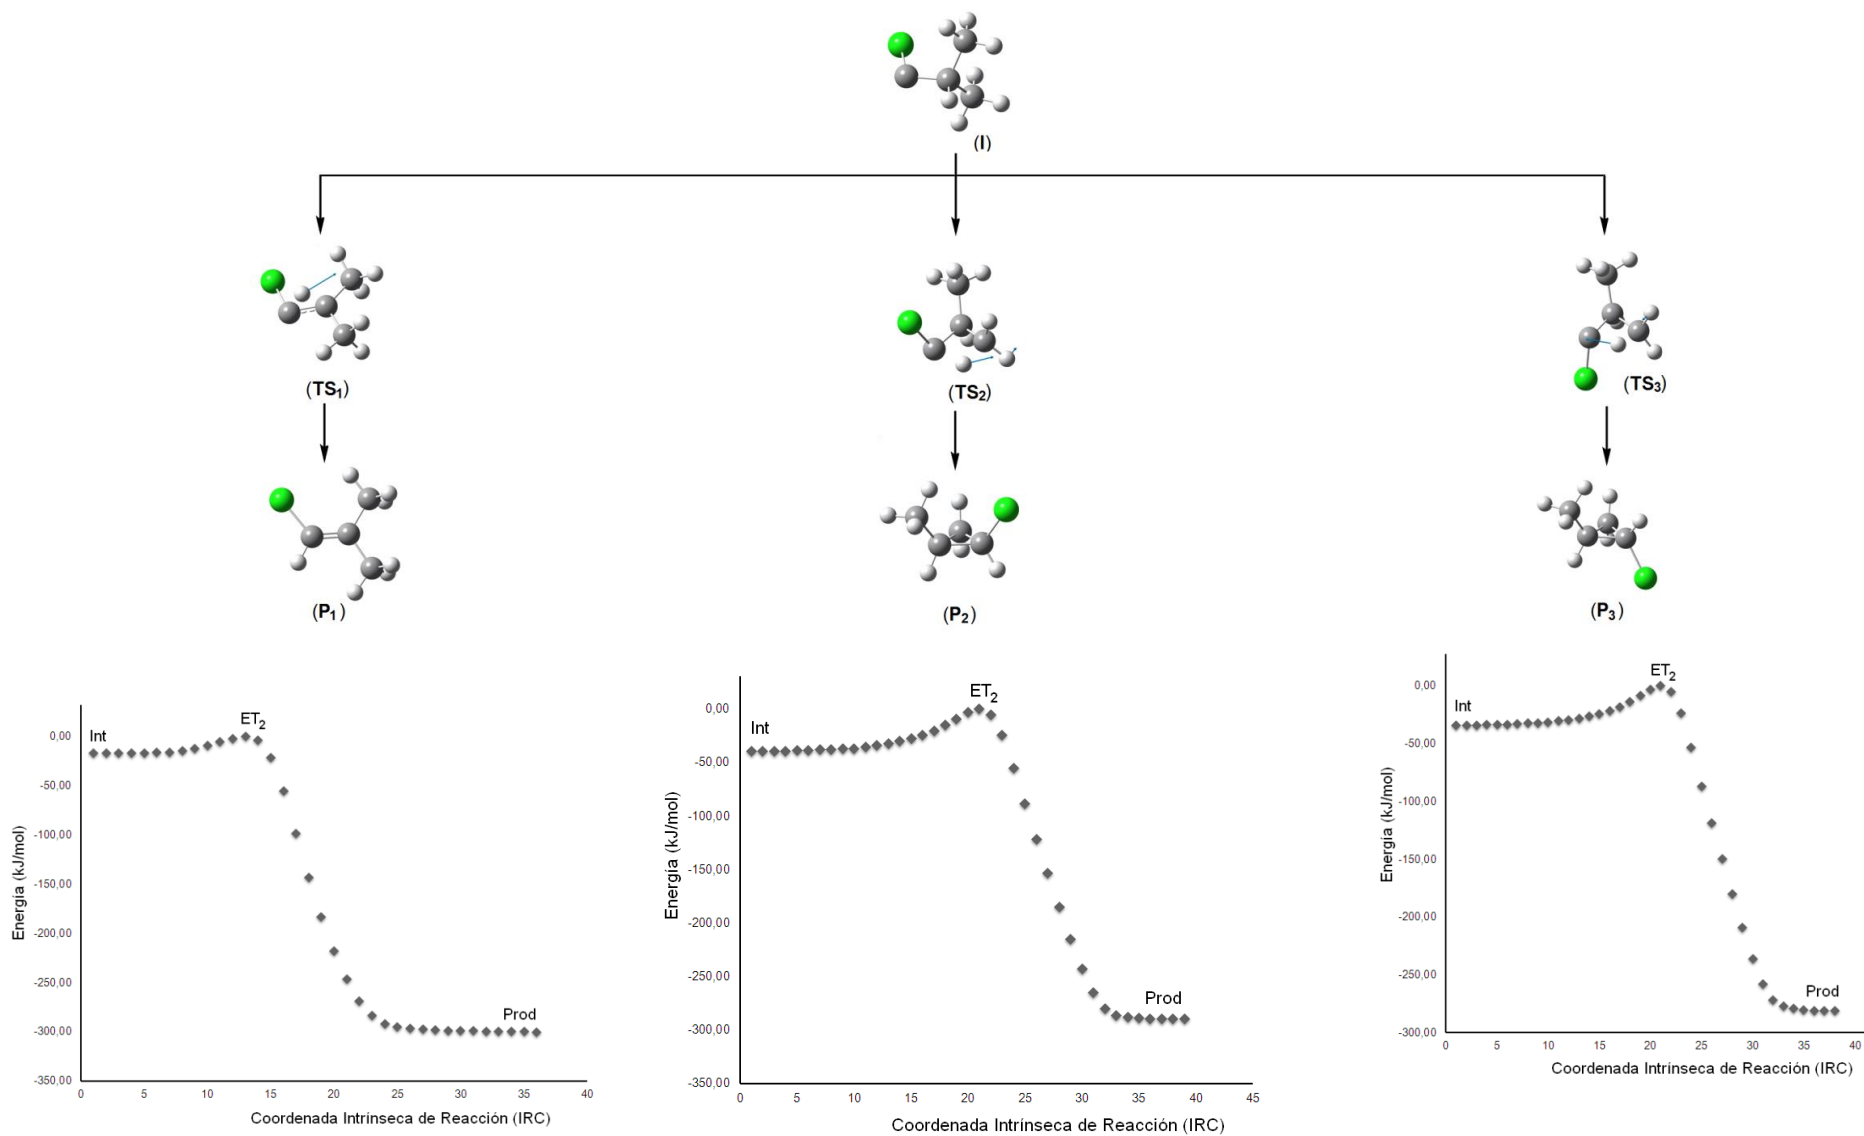 (I)
(TS1)
(TS2)
(TS3)
(P1)
(P2)
(P3)
Int
ET2
0,00
-50,00
-100,00
-150,00
-200,00
-250,00
-300,00
-350,00
Prod
Energía (kJ/mol)
0 5 10 15 20 25 30 35 40
Coordenada Intrínseca de Reacción (IRC)
Int
ET2
0,00
-50,00
-100,00
-150,00
-200,00
-250,00
-300,00
-350,00
Prod
Energía (kJ/mol)
0 5 10 15 20 25 30 35 40 45
Coordenada Intrínseca de Reacción (IRC)
Int
ET2
0,00
-50,00
-100,00
-150,00
-200,00
-250,00
-300,00
Prod
Energía (kJ/mol)
0 5 10 15 20 25 30 35 40
Coordenada Intrínseca de Reacción (IRC)